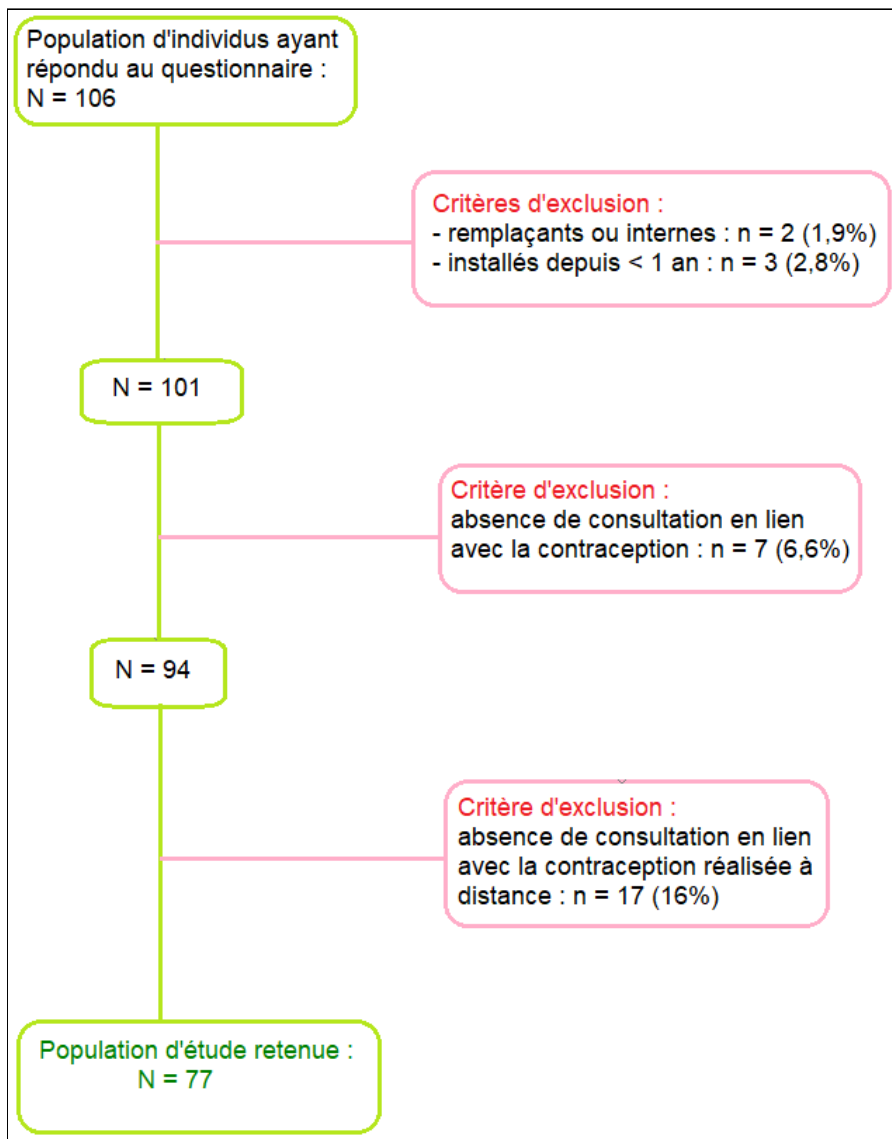 Population d'individus ayant
répondu au questionnaire :
N = 106
Critères d'exclusion :
- remplaçants ou internes : n = 2 (1,9%)
- installés depuis < 1 an : n = 3 (2,8%)
N = 101
Critère d'exclusion :
absence de consultation en lien
avec la contraception : n = 7 (6,6%)
N = 94
Critère d'exclusion :
absence de consultation en lien
avec la contraception réalisée à
distance : n = 17 (16%)
Population d'étude retenue :
N = 77